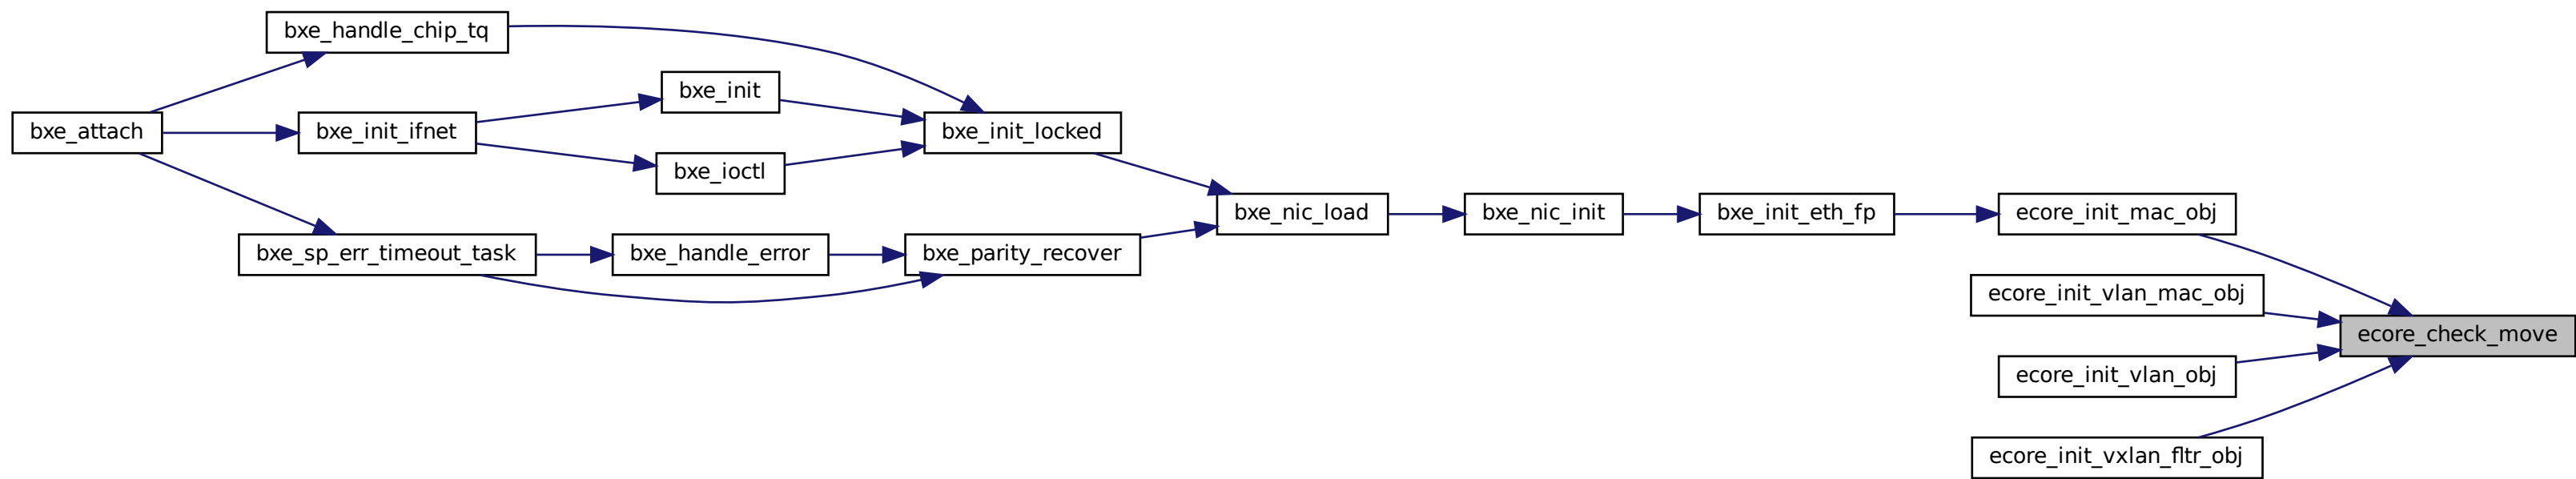 bxe_handle_chip_tq
bxe_init
bxe_attach
bxe_init_ifnet
bxe_init_locked
bxe_ioctl
bxe_nic_load
bxe_nic_init
bxe_init_eth_fp
ecore_init_mac_obj
bxe_sp_err_timeout_task
bxe_handle_error
bxe_parity_recover
ecore_init_vlan_mac_obj
ecore_check_move
ecore_init_vlan_obj
ecore_init_vxlan_fltr_obj